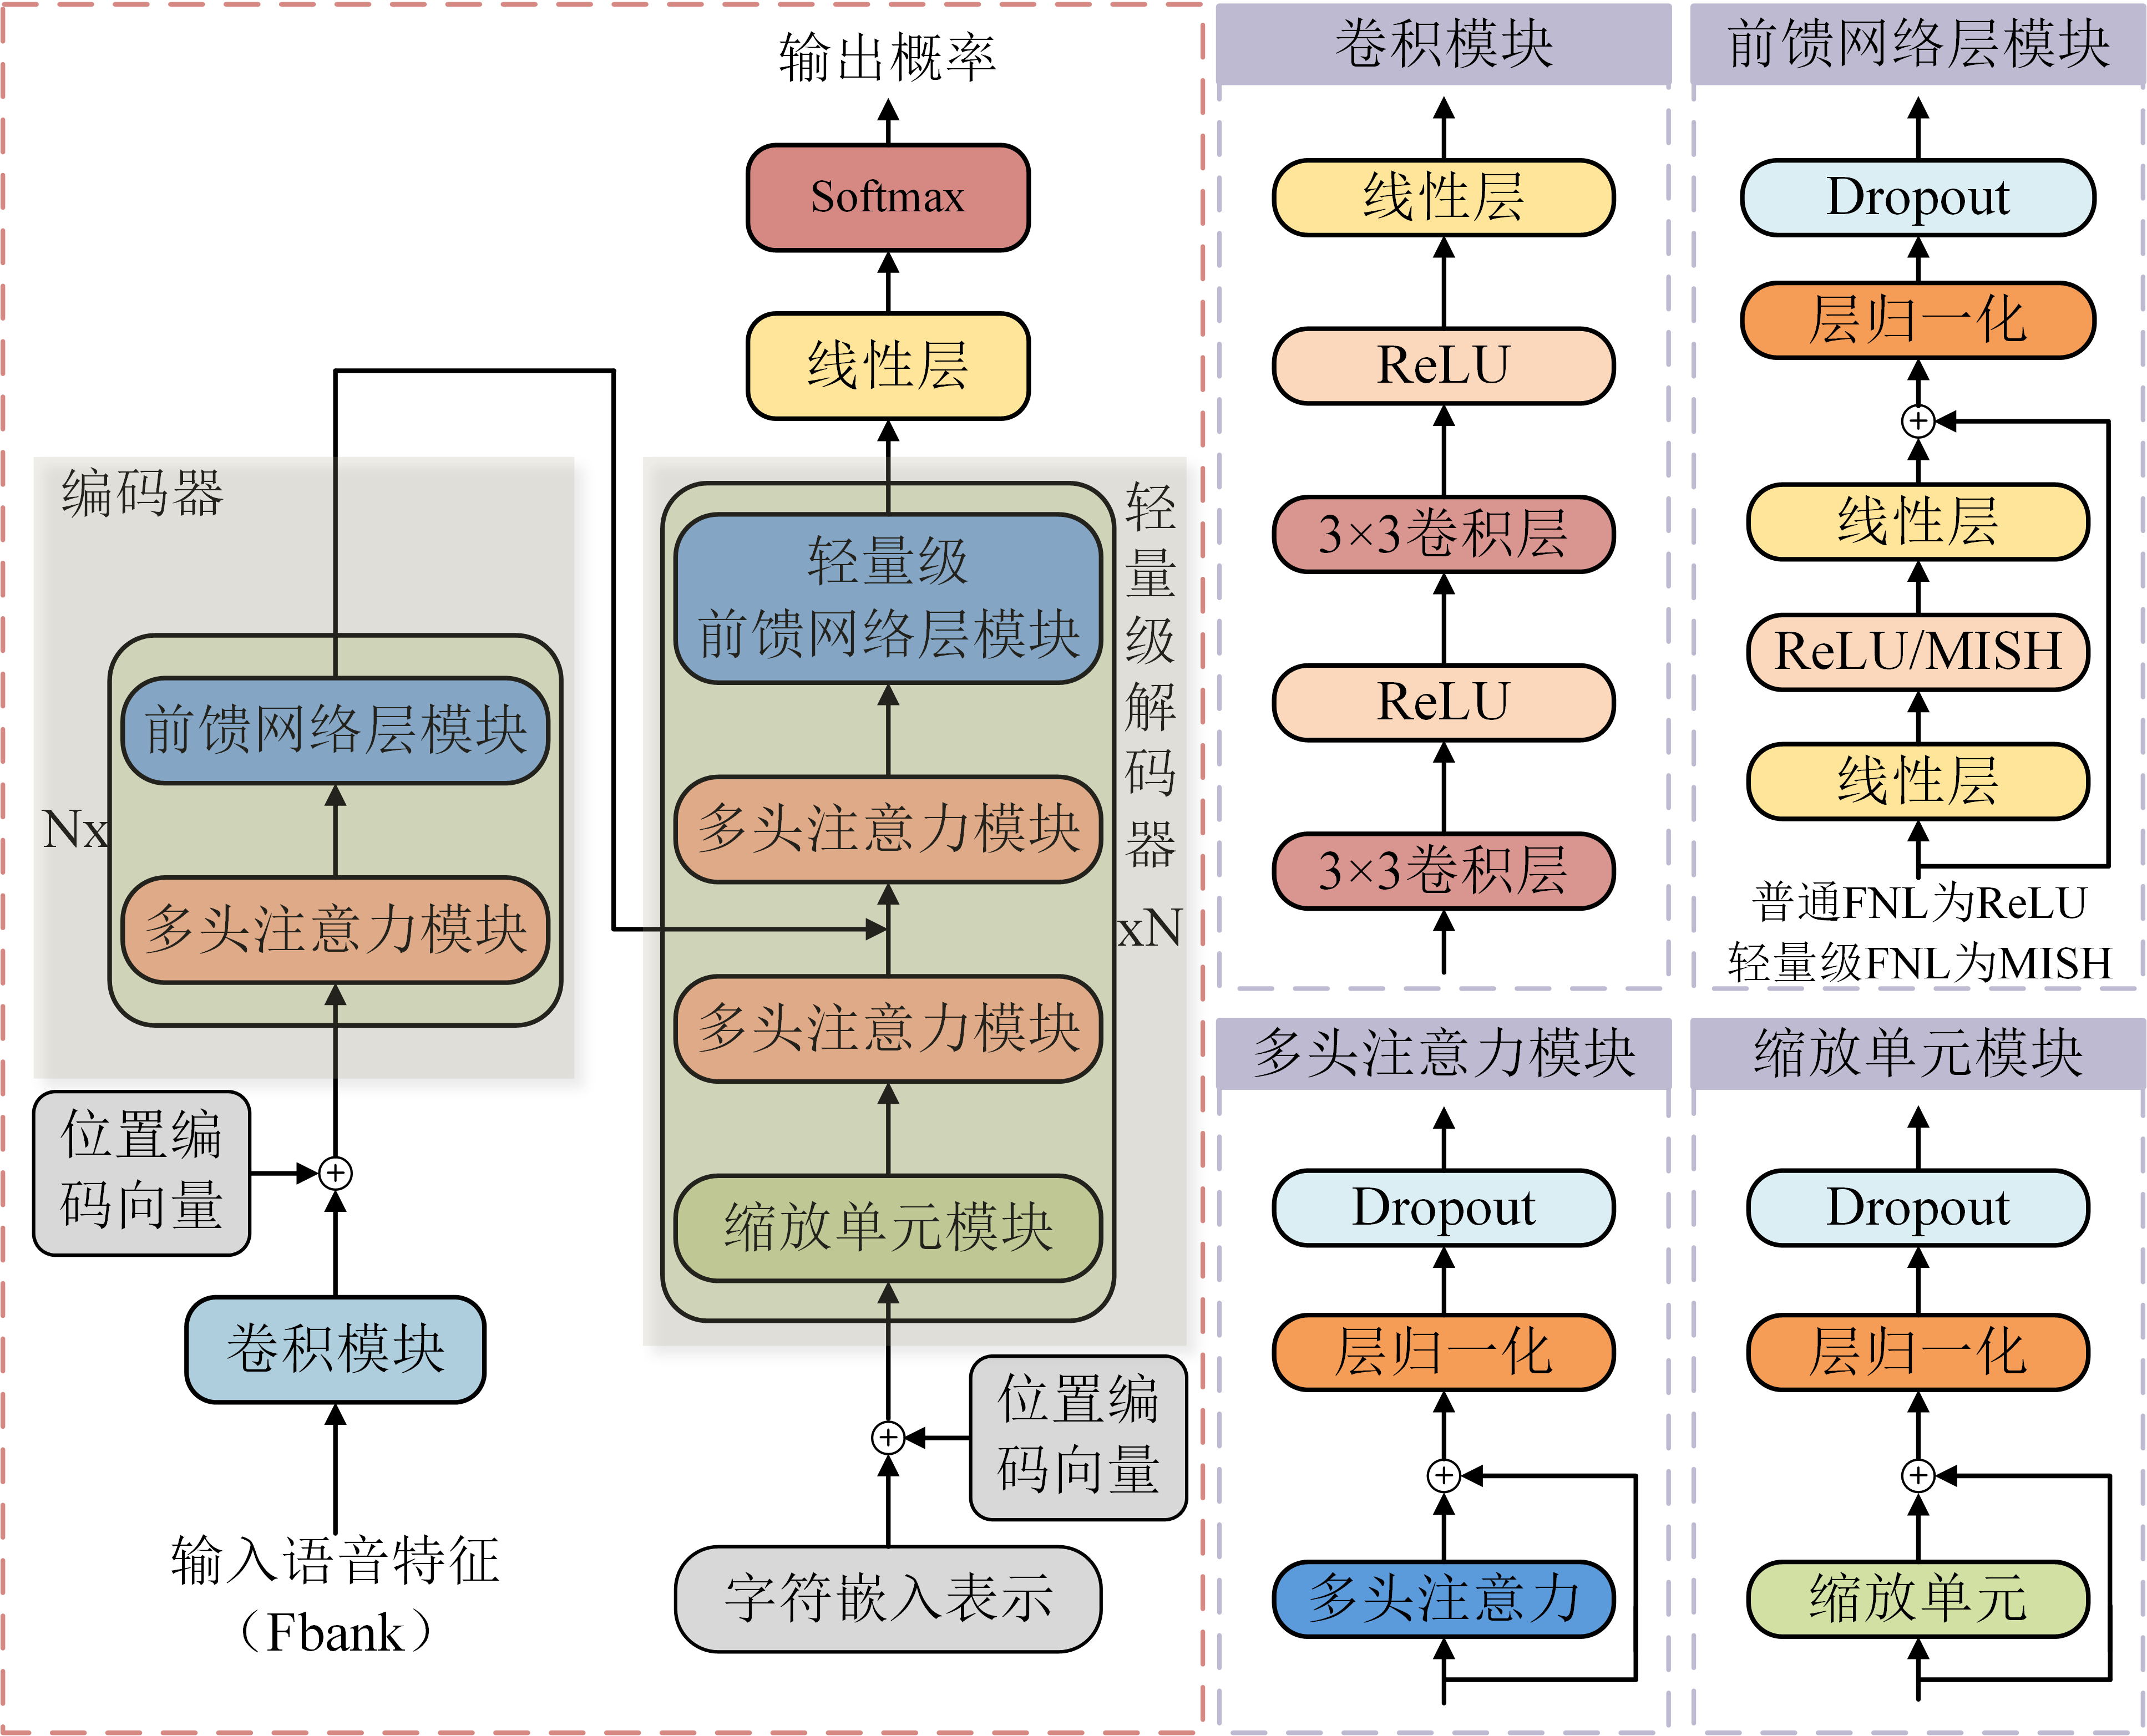 输出概率
Softmax
线性层
编码器
前馈网络层模块
Nx
多头注意力模块
位置编
码向量
卷积模块
输入语音特征
（Fbank）
轻量级解码器
轻量级
前馈网络层模块
多头注意力模块
xN
多头注意力模块
缩放单元模块
位置编
码向量
字符嵌入表示
卷积模块
线性层
ReLU
3×3卷积层
ReLU
3×3卷积层
前馈网络层模块
Dropout
层归一化
线性层
ReLU/MISH
线性层
普通FNL为ReLU
轻量级FNL为MISH
多头注意力模块
Dropout
层归一化
多头注意力
缩放单元模块
Dropout
层归一化
缩放单元